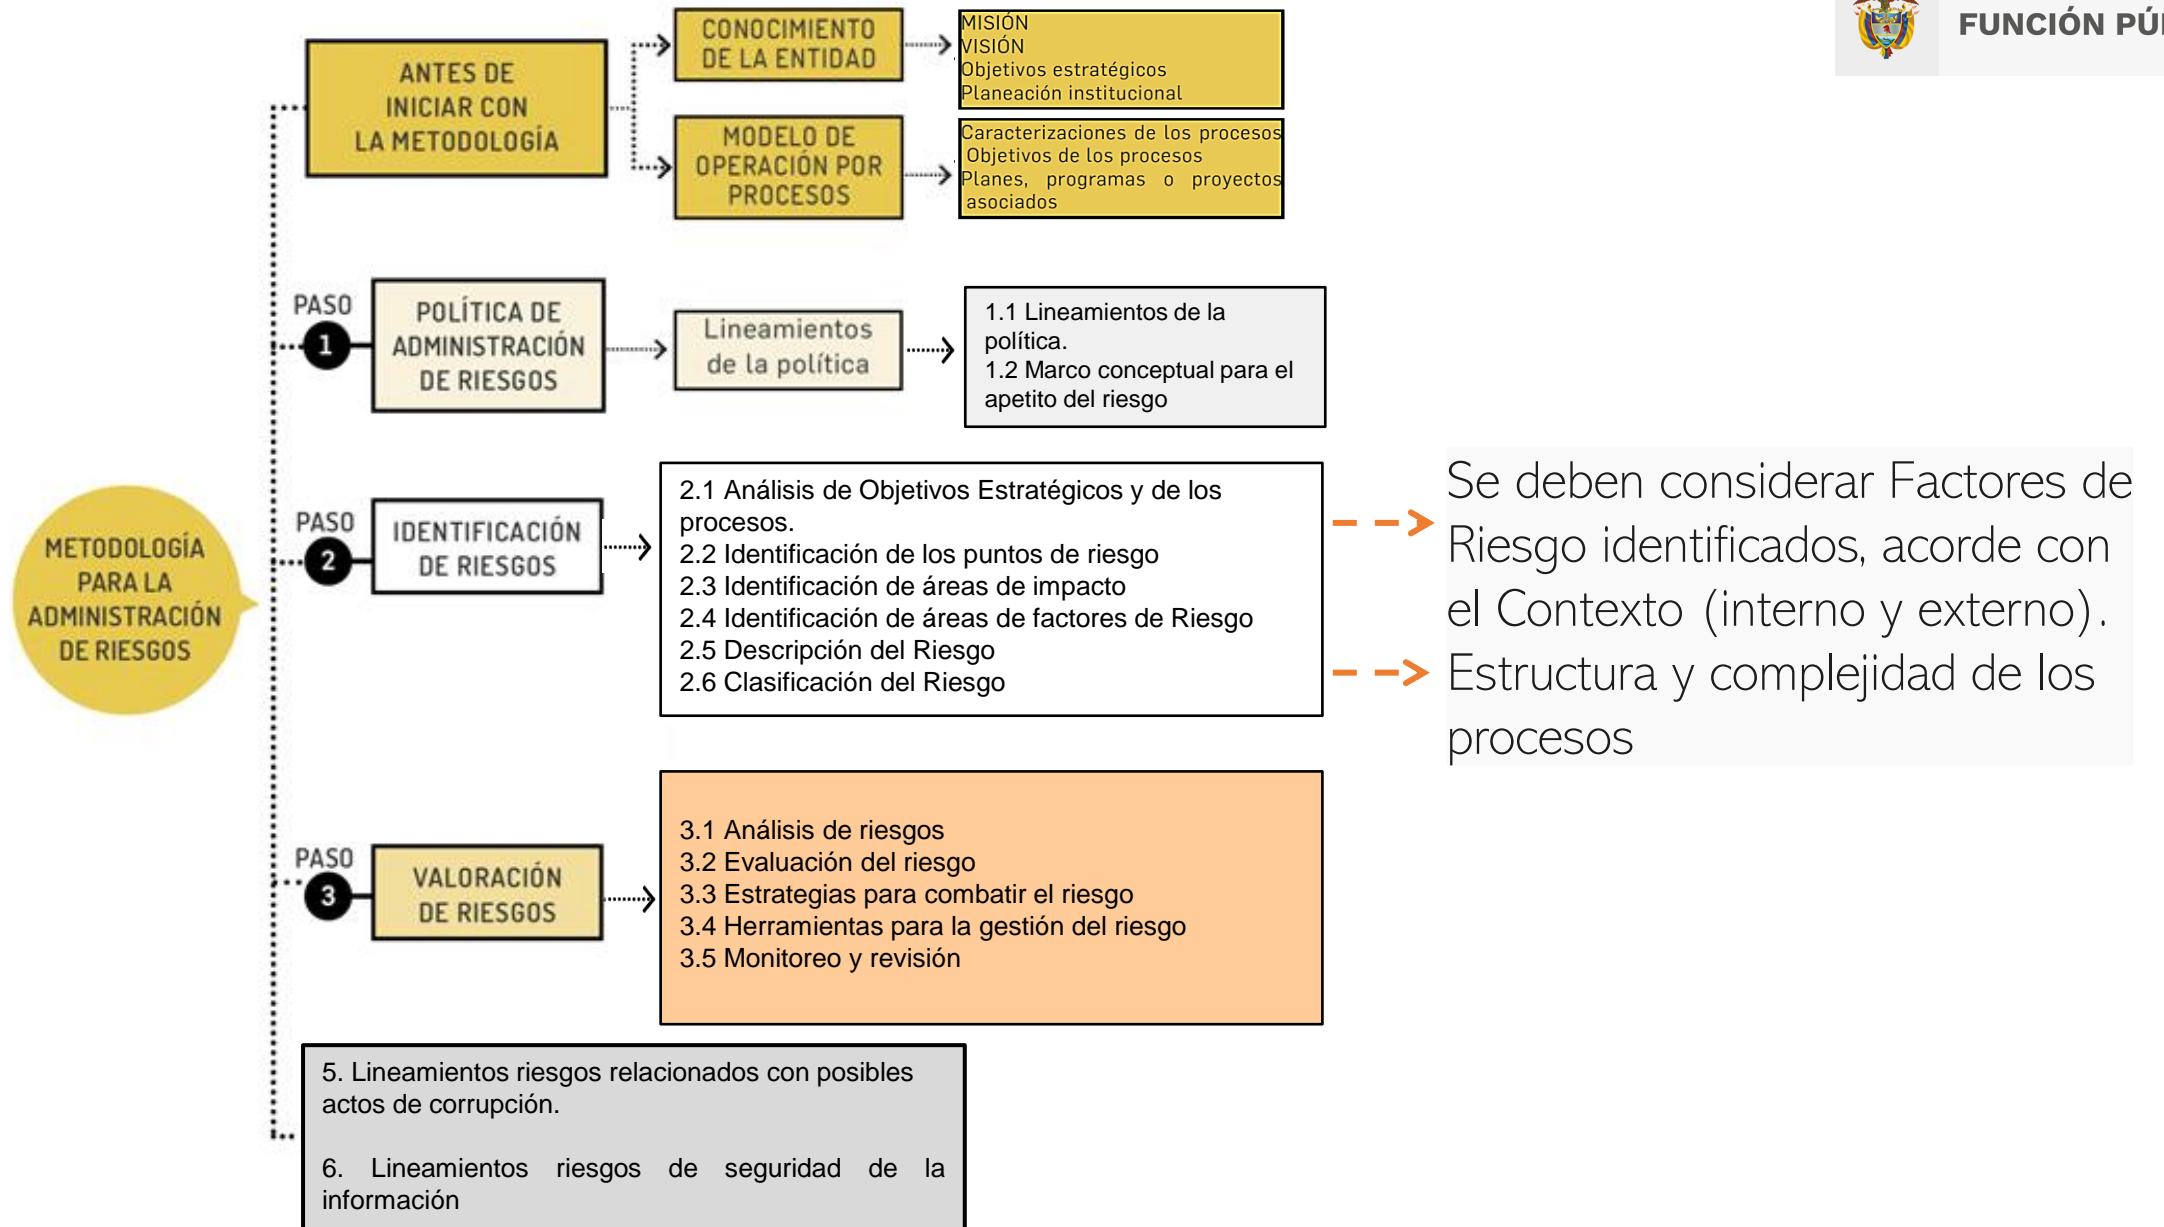 FUNCIÓN PÚ
METODOLOGÍA
PARA LA
ADMINISTRACIÓN
DE RIESGOS
ANTES DE
INICIAR CON
LA METODOLOGÍA
CONOCIMIENTO
DE LA ENTIDAD
MISIÓN
VISIÓN
Objetivos estratégicos
Planeación institucional
MODELO DE
OPERACIÓN POR
PROCESOS
Caracterizaciones de los procesos
Objetivos de los procesos
Planes, programas o proyectos
asociados
PASO
1
POLÍTICA DE
ADMINISTRACIÓN
DE RIESGOS
Lineamientos
de la política
1.1 Lineamientos de la
política.
1.2 Marco conceptual para el
apetito del riesgo
PASO
2
IDENTIFICACIÓN
DE RIESGOS
2.1 Análisis de Objetivos Estratégicos y de los
procesos.
2.2 Identificación de los puntos de riesgo
2.3 Identificación de áreas de impacto
2.4 Identificación de áreas de factores de Riesgo
2.5 Descripción del Riesgo
2.6 Clasificación del Riesgo
Se deben considerar Factores de
Riesgo identificados, acorde con
el Contexto (interno y externo).
Estructura y complejidad de los
procesos
PASO
3
VALORACIÓN
DE RIESGOS
3.1 Análisis de riesgos
3.2 Evaluación del riesgo
3.3 Estrategias para combatir el riesgo
3.4 Herramientas para la gestión del riesgo
3.5 Monitoreo y revisión
5. Lineamientos riesgos relacionados con posibles
actos de corrupción.
6. Lineamientos riesgos de seguridad de la
información